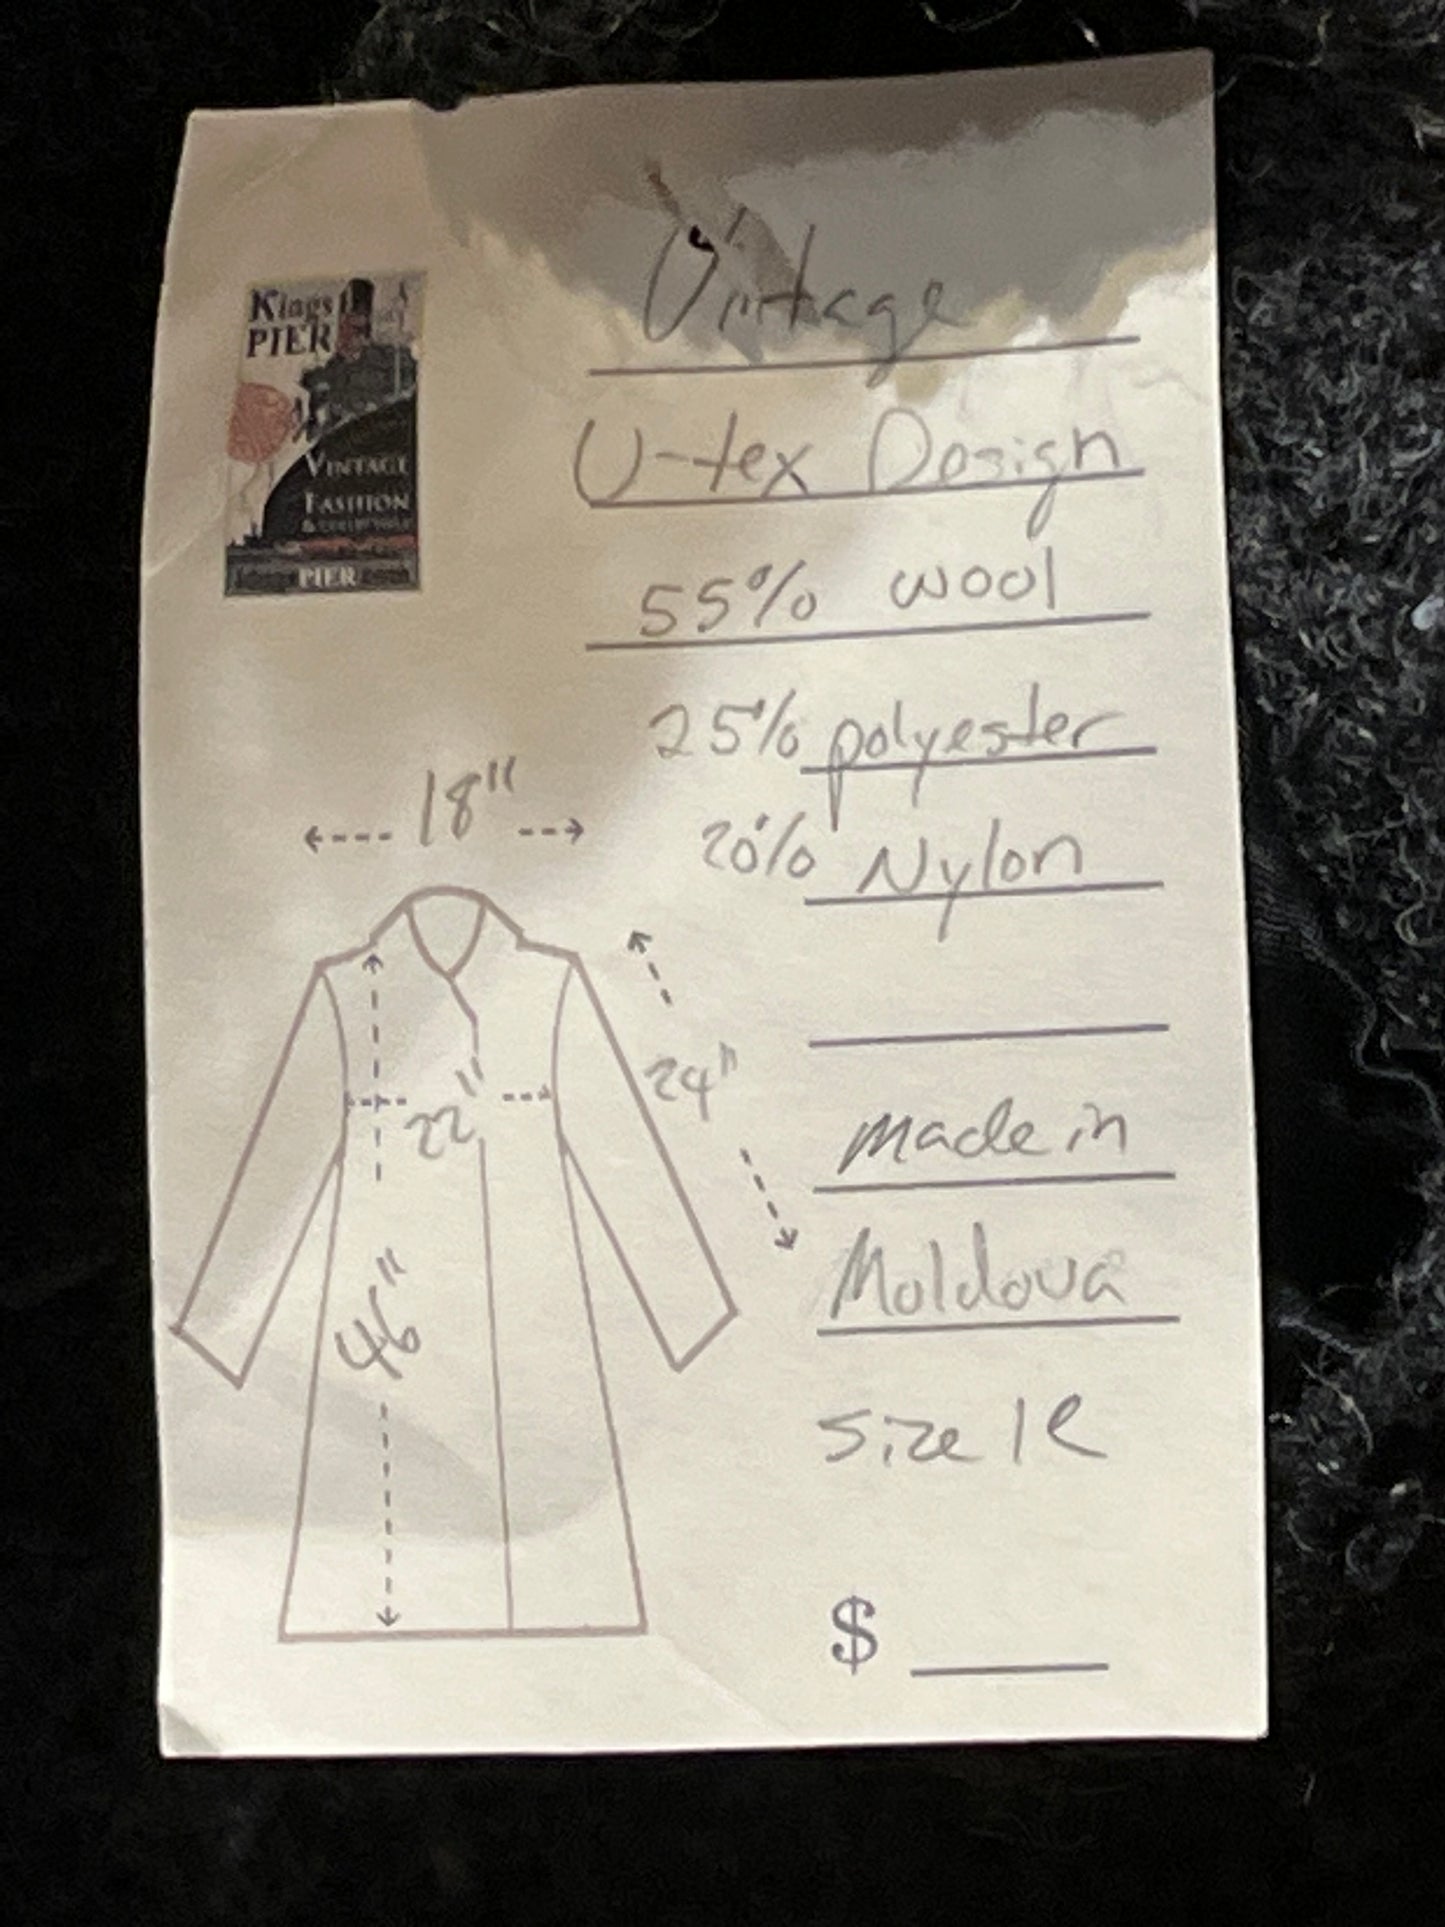 Kings
PIER
VINTAGE
FASHION
PIER
Vintage
U-tex Design
55% wool
25% polyester
20% Nylon
made in
Moldova
size
$
18"
22"
24"
46"